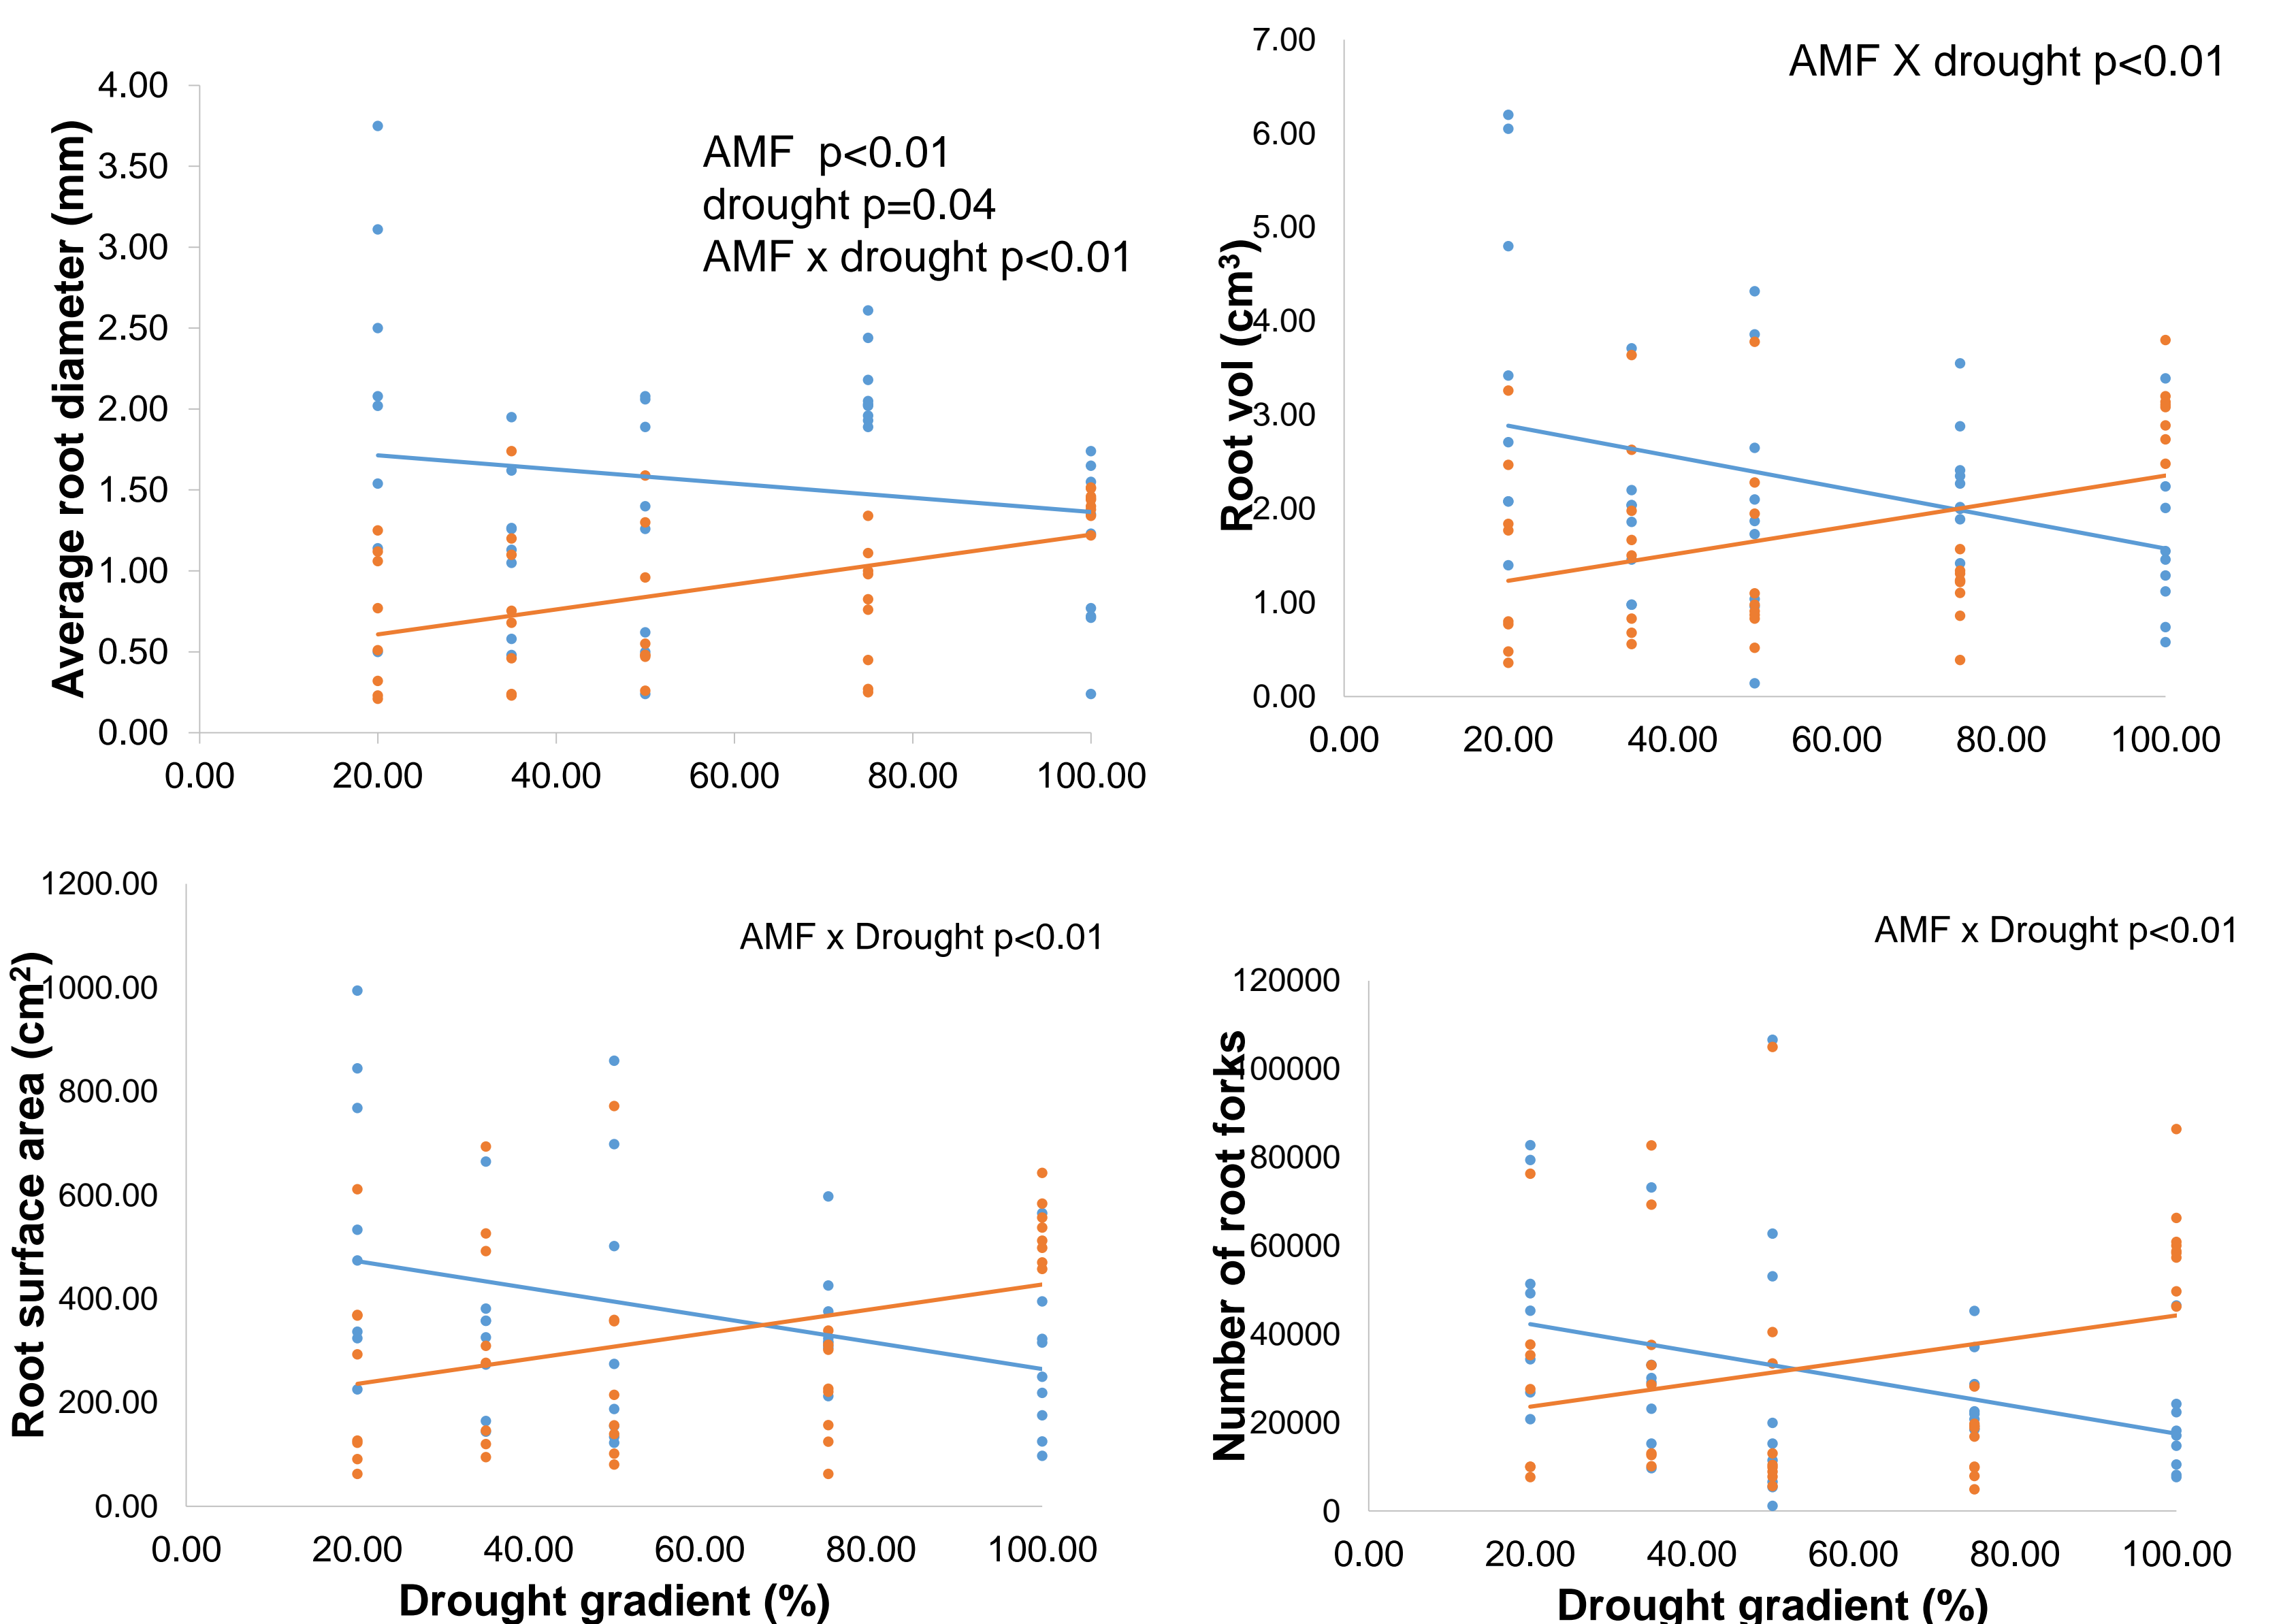 4.00
3.50
3.00
2.50
2.00
1.50
1.00
0.50
0.00
Average root diameter (mm)
AMF p<0.01
drought p=0.04
AMF x drought p<0.01
0.00 20.00 40.00 60.00 80.00 100.00
7.00
6.00
5.00
4.00
3.00
2.00
1.00
0.00
Root vol (cm³)
AMF X drought p<0.01
0.00 20.00 40.00 60.00 80.00 100.00
1200.00
1000.00
800.00
600.00
400.00
200.00
0.00
Root surface area (cm²)
AMF x Drought p<0.01
0.00 20.00 40.00 60.00 80.00 100.00
Drought gradient (%)
120000
100000
80000
60000
40000
20000
0
Number of root forks
AMF x Drought p<0.01
0.00 20.00 40.00 60.00 80.00 100.00
Drought gradient (%)